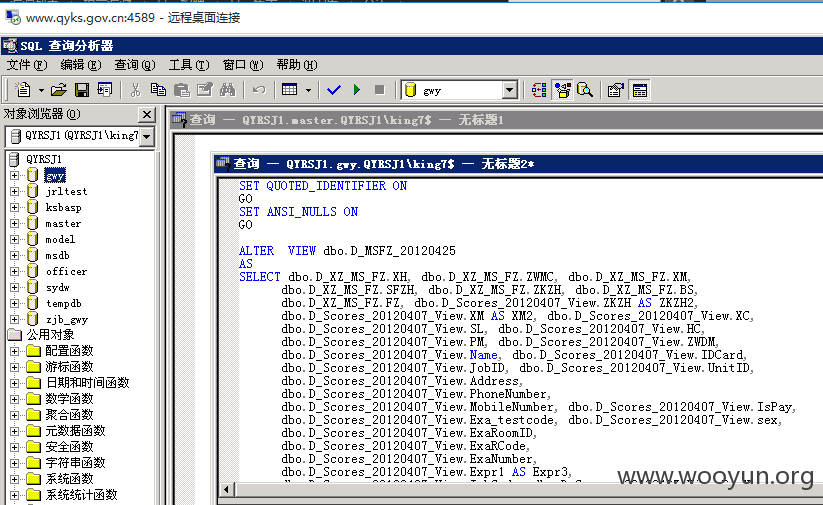 www.qyks.gov.cn:4589 - 远程桌面连接
SQL 查询分析器
文件(F) 编辑(E) 查询(Q) 工具(T) 窗口(W) 帮助(H)
gwy
对象浏览器(O)
QYRSJ1 (QYRSJ1\king7$
QYRSJ1
gwy
jrltest
ksbasp
master
model
msdb
officer
sydw
tempdb
zjb_gwy
公用对象
配置函数
游标函数
日期和时间函数
数学函数
聚合函数
元数据函数
安全函数
字符串函数
系统函数
系统统计函数
查询 — QYRSJ1.master.QYRSJ1\king7$ — 无标题1
查询 — QYRSJ1.gwy.QYRSJ1\king7$ — 无标题2*
SET QUOTED_IDENTIFIER ON
GO
SET ANSI_NULLS ON
GO
ALTER VIEW dbo.D_MSFZ_20120425
AS
SELECT dbo.D_XZ_MS_FZ.XH, dbo.D_XZ_MS_FZ.ZWMC, dbo.D_XZ_MS_FZ.XM,
dbo.D_XZ_MS_FZ.SFZH, dbo.D_XZ_MS_FZ.ZKZH, dbo.D_XZ_MS_FZ.BS,
dbo.D_XZ_MS_FZ.FZ, dbo.D_Scores_20120407_View.ZKZH AS ZKZH2,
dbo.D_Scores_20120407_View.XM AS XM2, dbo.D_Scores_20120407_View.XC,
dbo.D_Scores_20120407_View.SL, dbo.D_Scores_20120407_View.HC,
dbo.D_Scores_20120407_View.PM, dbo.D_Scores_20120407_View.ZWDM,
dbo.D_Scores_20120407_View.Name, dbo.D_Scores_20120407_View.IDCard,
dbo.D_Scores_20120407_View.JobID, dbo.D_Scores_20120407_View.UnitID,
dbo.D_Scores_20120407_View.Address,
dbo.D_Scores_20120407_View.PhoneNumber,
dbo.D_Scores_20120407_View.MobileNumber, dbo.D_Scores_20120407_View.IsPay,
dbo.D_Scores_20120407_View.Exa_testcode, dbo.D_Scores_20120407_View.sex,
dbo.D_Scores_20120407_View.ExaRoomID,
dbo.D_Scores_20120407_View.ExaRCode,
dbo.D_Scores_20120407_View.ExaNumber,
dbo.D_Scores_20120407_View.Expr1 AS Expr3,
www.wooyun.org